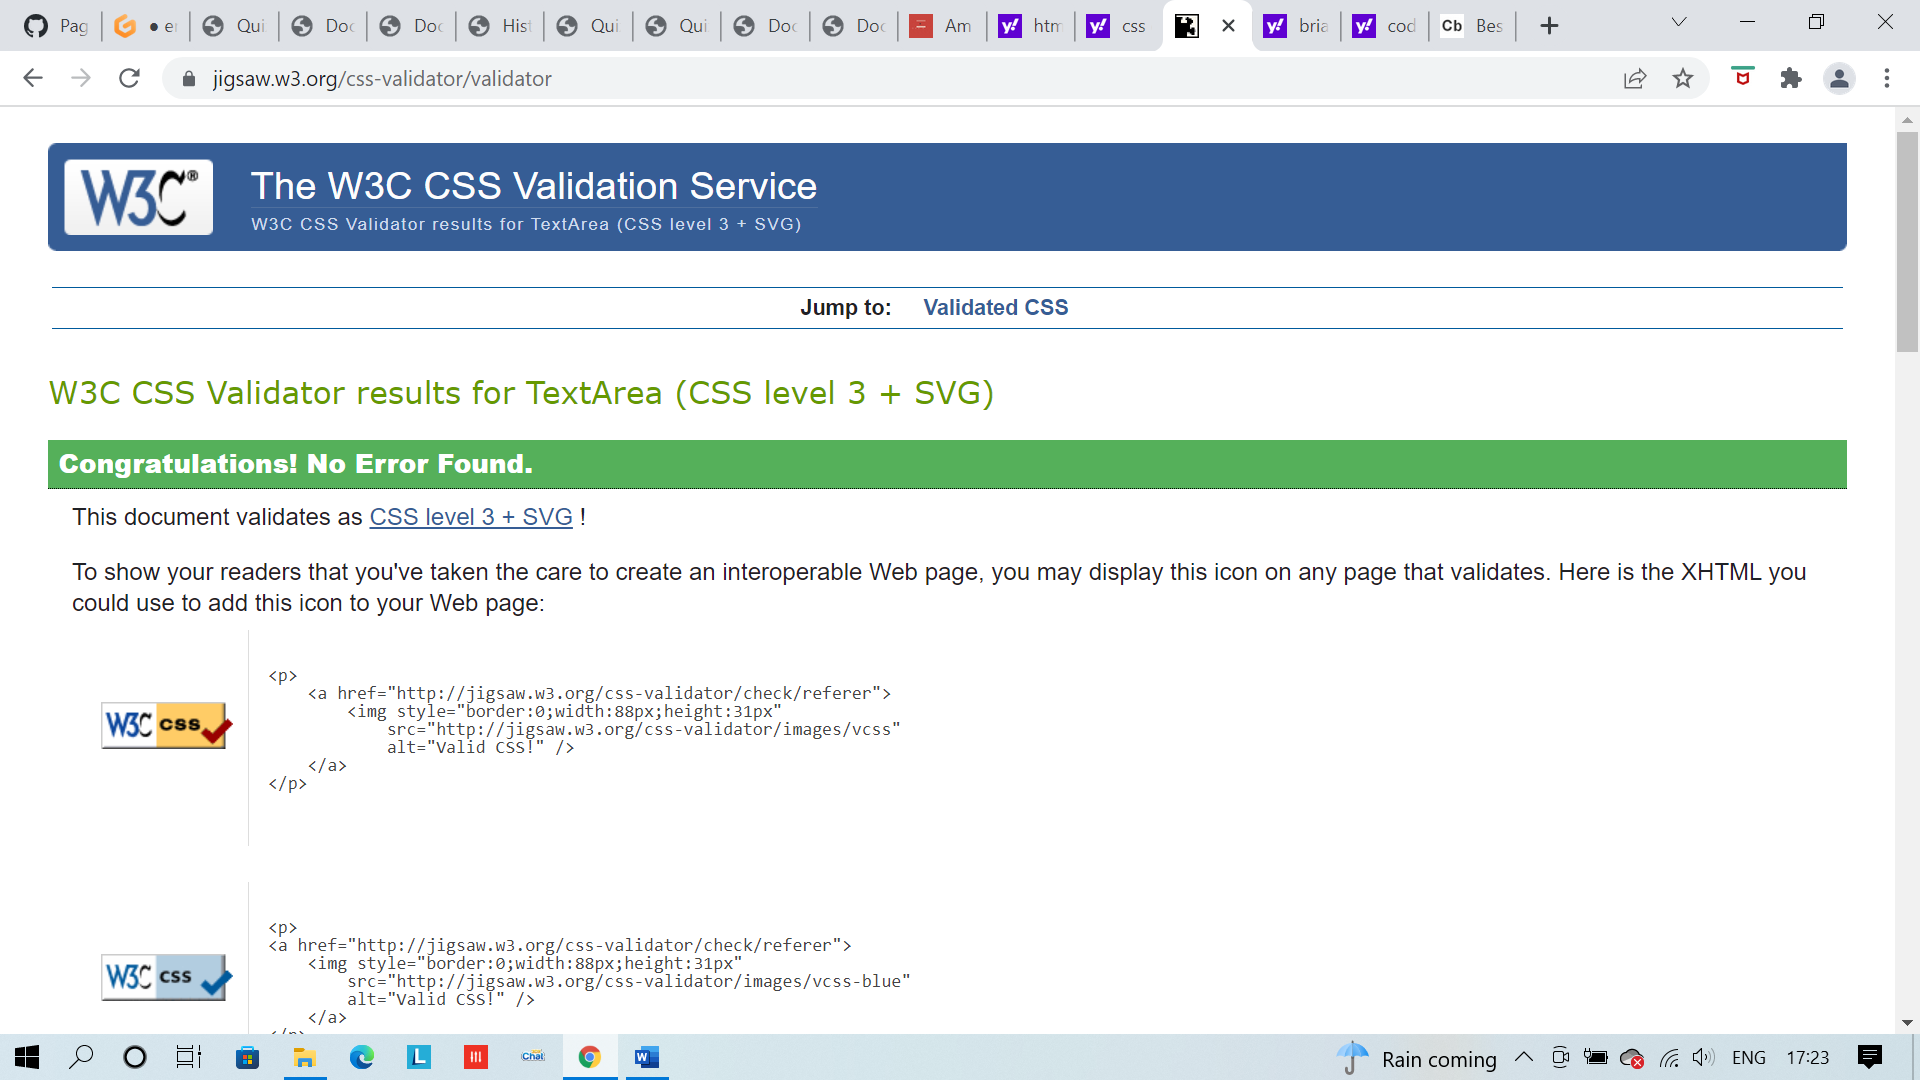 Pag
● er
Qui
Doc
Doc
Hist
Qui
Qui
Doc
Doc
Am
htm
css
bria
Cb Bes
cod
jigsaw.w3.org/css-validator/validator
W3C®
The W3C CSS Validation Service
W3C CSS Validator results for TextArea (CSS level 3 + SVG)
Jump to: Validated CSS
W3C CSS Validator results for TextArea (CSS level 3 + SVG)
Congratulations! No Error Found.
This document validates as CSS level 3 + SVG !
To show your readers that you've taken the care to create an interoperable Web page, you may display this icon on any page that validates. Here is the XHTML you
could use to add this icon to your Web page:
W3C css
<p>
<a href="http://jigsaw.w3.org/css-validator/check/referer">
<img style="border:0;width:88px;height:31px"
src="http://jigsaw.w3.org/css-validator/images/vcss"
alt="Valid CSS!" />
</a>
</p>
W3C css
<p>
<a href="http://jigsaw.w3.org/css-validator/check/referer">
<img style="border:0;width:88px;height:31px"
src="http://jigsaw.w3.org/css-validator/images/vcss-blue"
alt="Valid CSS!" />
</a>
</p>
Rain coming
ENG
17:23